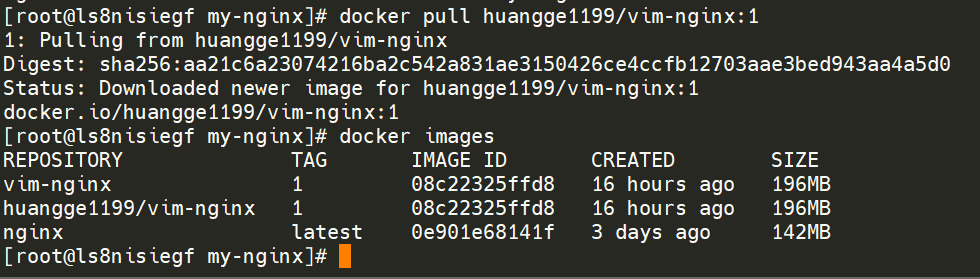 [root@ls8nisiegf my-nginx]# docker pull huangge1199/vim-nginx:1
1: Pulling from huangge1199/vim-nginx
Digest: sha256:aa21c6a23074216ba2c542a831ae3150426ce4ccfb12703aae3bed943aa4a5d0
Status: Downloaded newer image for huangge1199/vim-nginx:1
docker.io/huangge1199/vim-nginx:1
[root@ls8nisiegf my-nginx]# docker images
REPOSITORY TAG IMAGE ID CREATED SIZE
vim-nginx 1 08c22325ffd8 16 hours ago 196MB
huangge1199/vim-nginx 1 08c22325ffd8 16 hours ago 196MB
nginx latest 0e901e68141f 3 days ago 142MB
[root@ls8nisiegf my-nginx]#